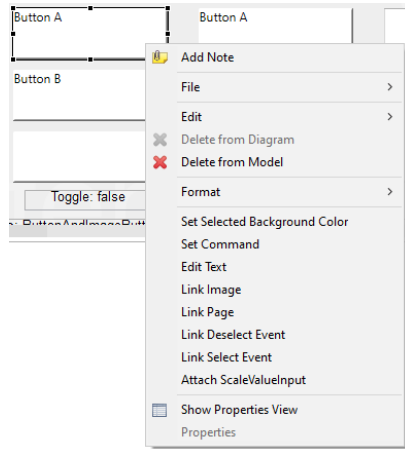 Button A
Button A
Add Note
Button B
File
Edit
Delete from Diagram
Delete from Model
Format
Toggle: false
Set Selected Background Color
Set Command
Edit Text
Link Image
Link Page
Link Deselect Event
Link Select Event
Attach ScaleValueInput
Show Properties View
Properties